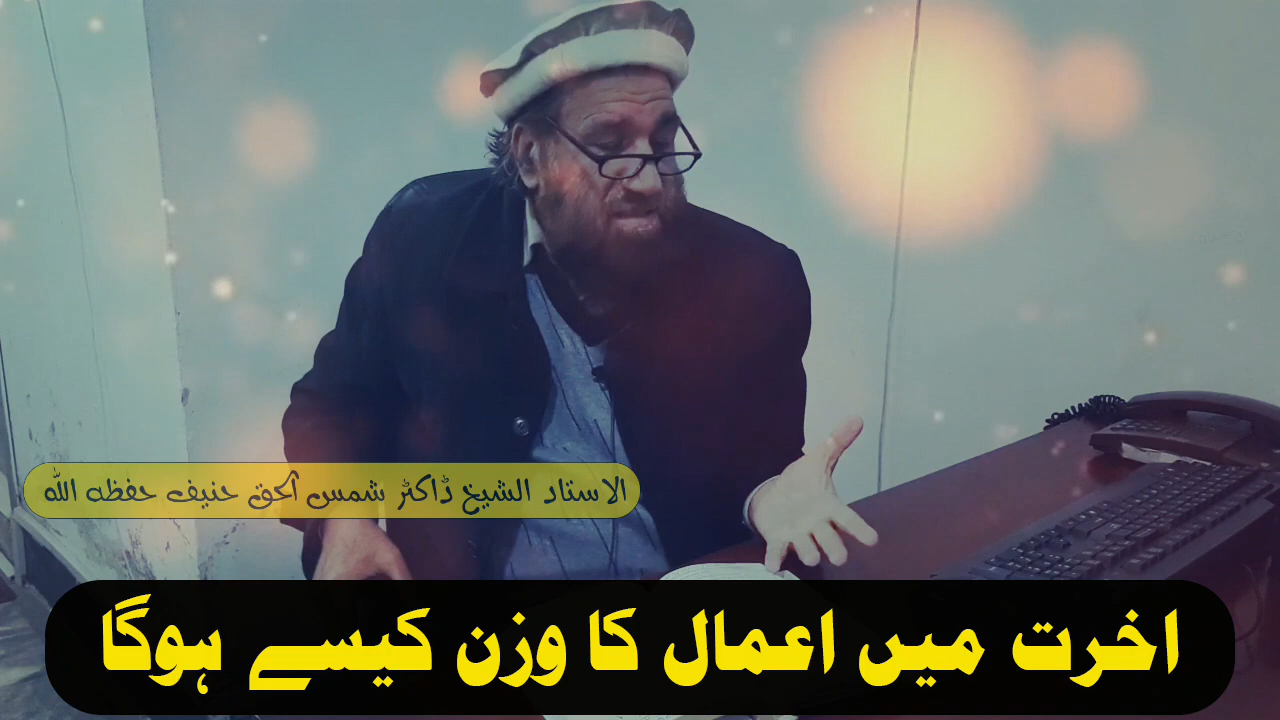 الاستاد الشیخ ڈاکٹر شمس الحق حنیف حفظہ اللہ
اخرت میں اعمال کا وزن کیسے ہوگا